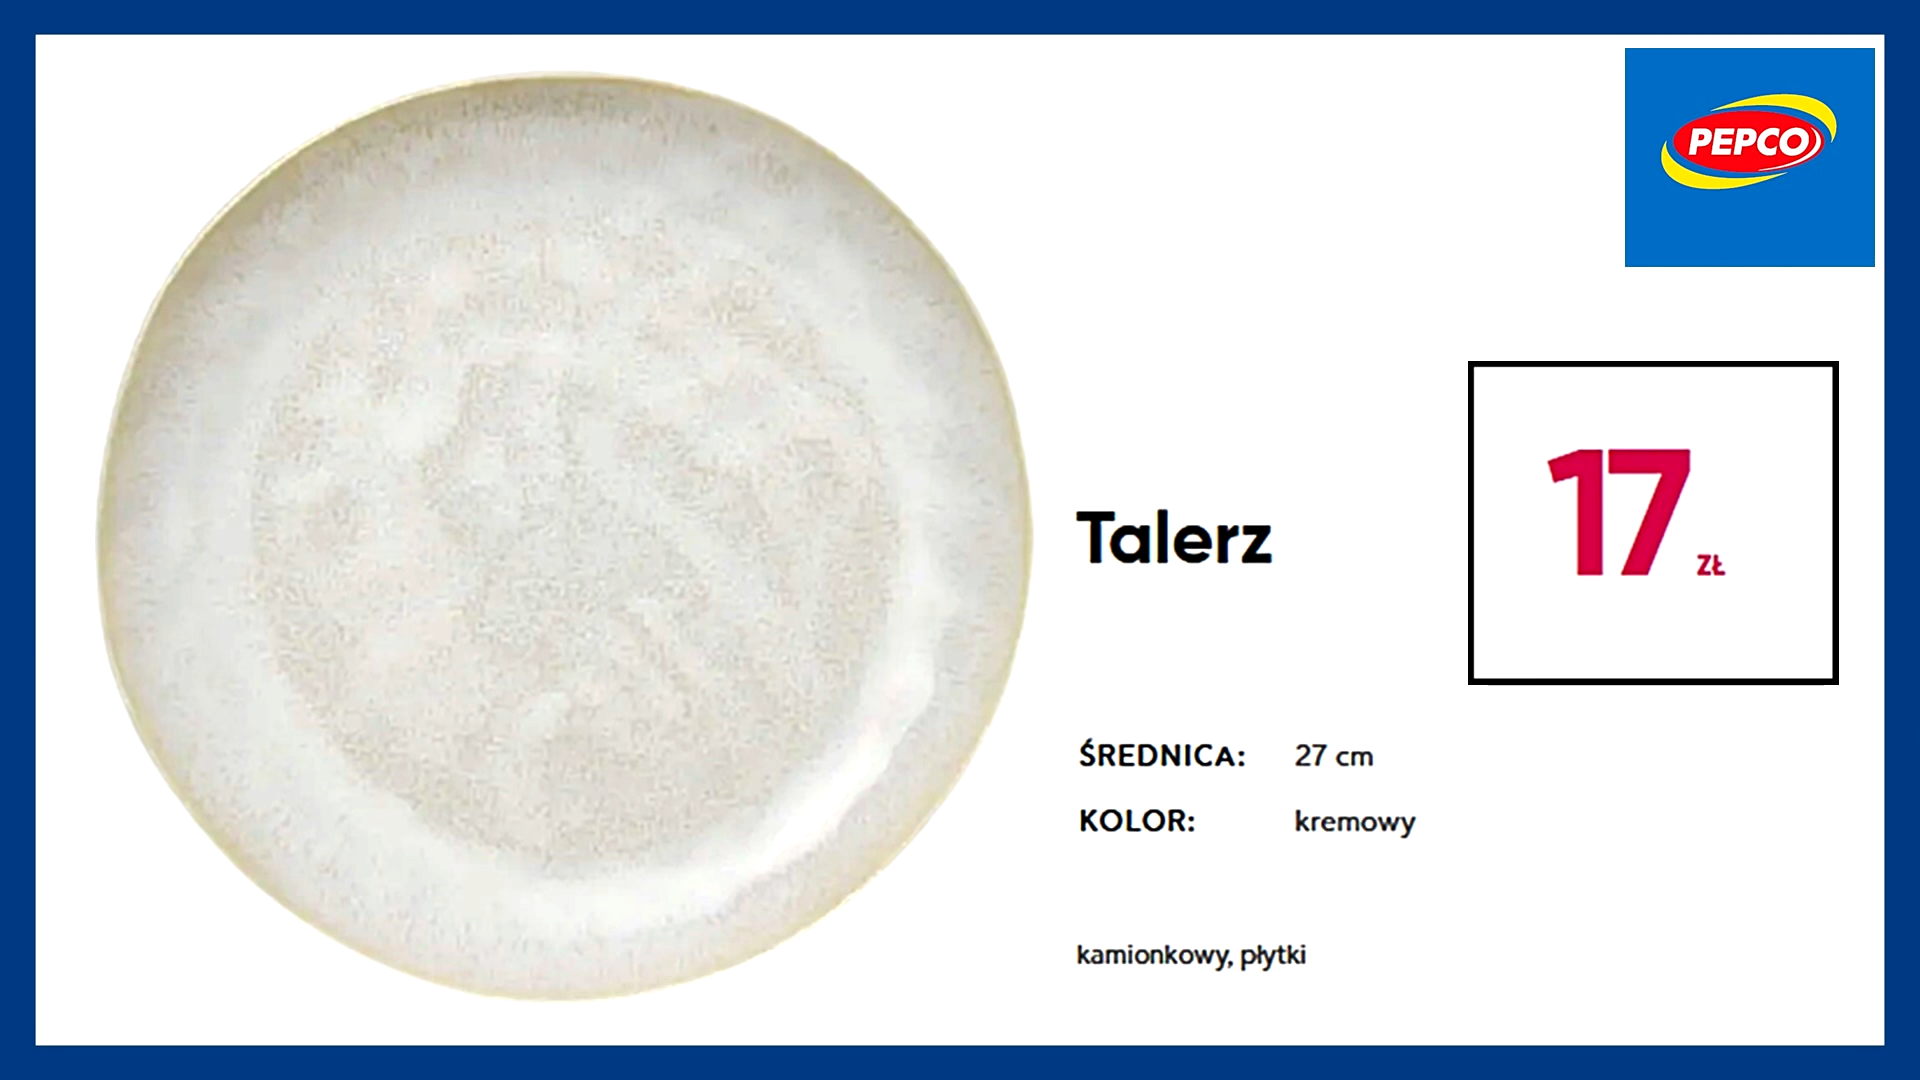 PEPCO
17 ZŁ
Talerz
ŚREDNICA: 27 cm
KOLOR: kremowy
kamionkowy, płytki